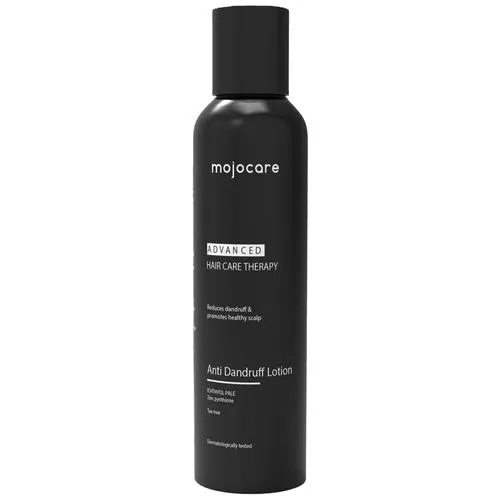 mojocare
ADVANCED
HAIR CARE THERAPY
Reduces dandruff &
promotes healthy scalp
Anti Dandruff Lotion
ICHTHYOL PALE
Zinc pyrithione
Tea tree
Dermatologically tested